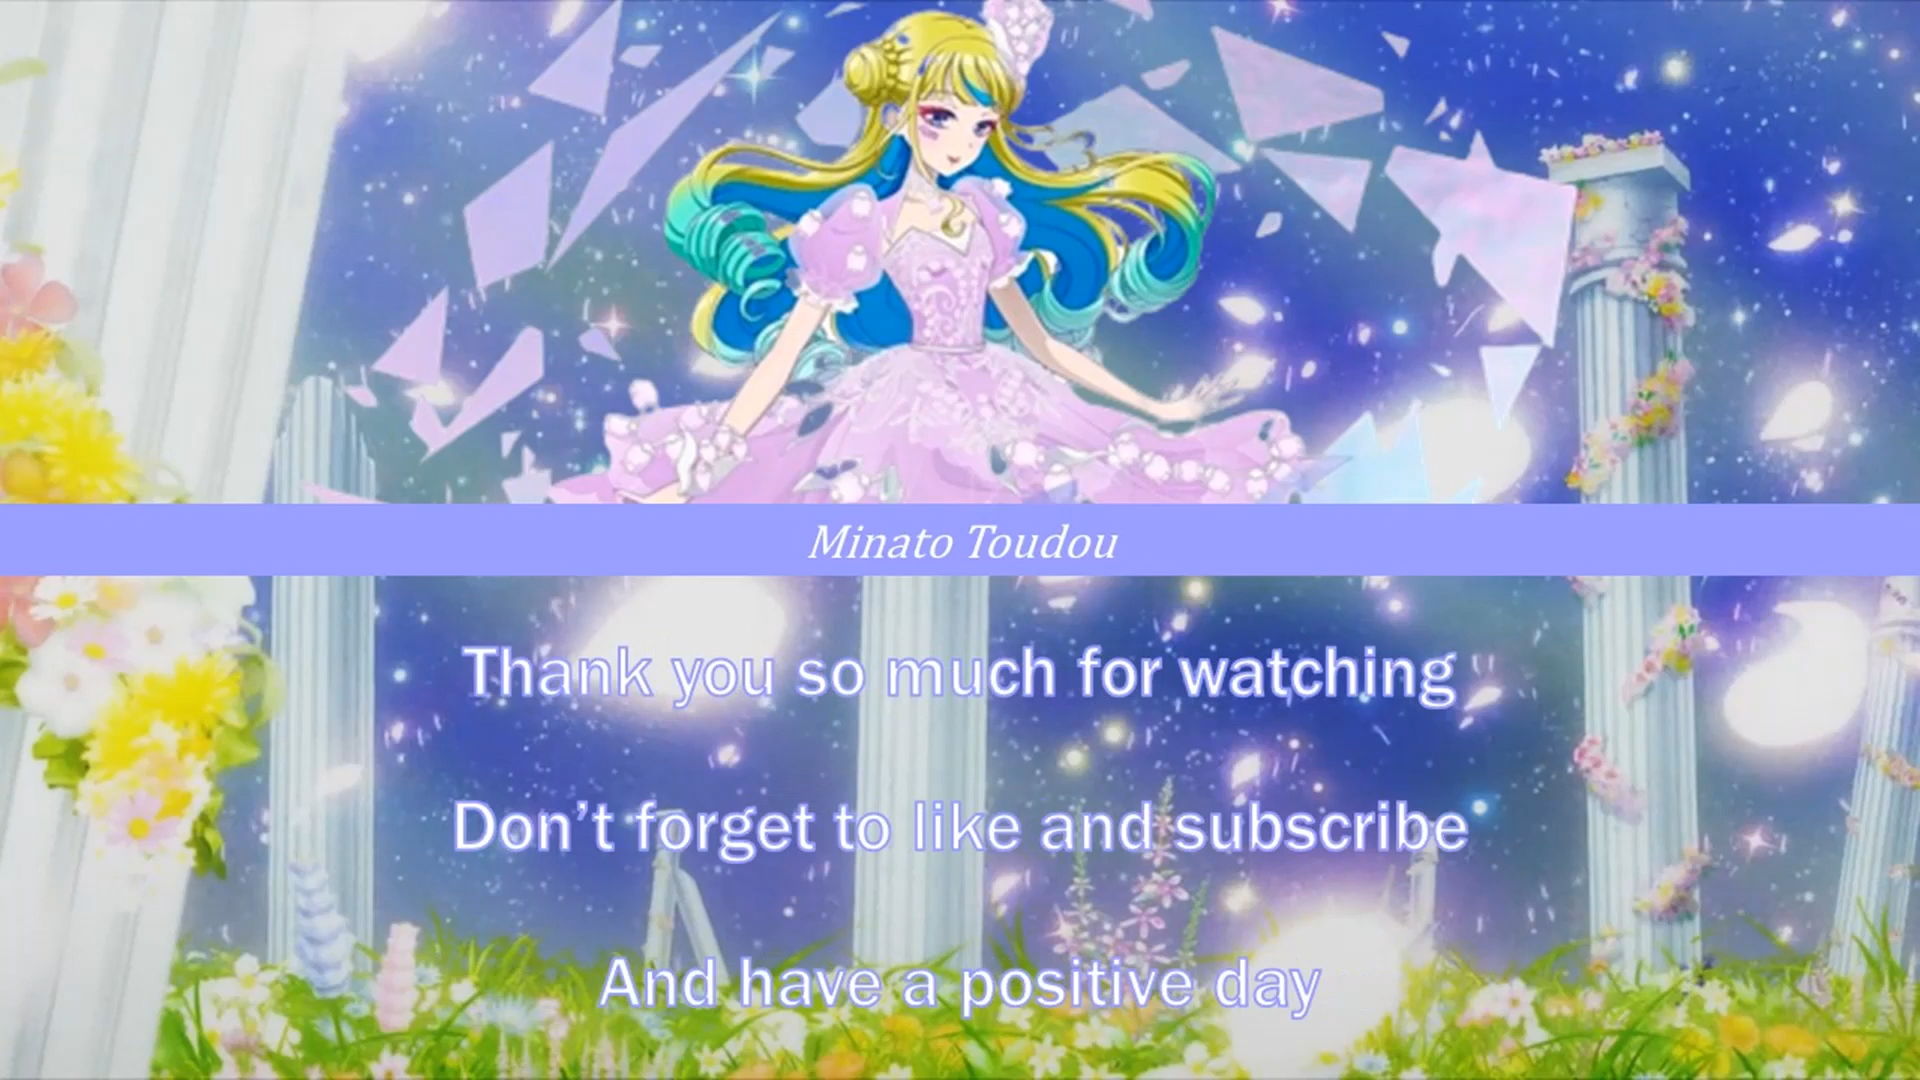 Minato Toudou
Thank you so much for watching
Don’t forget to like and subscribe
And have a positive day